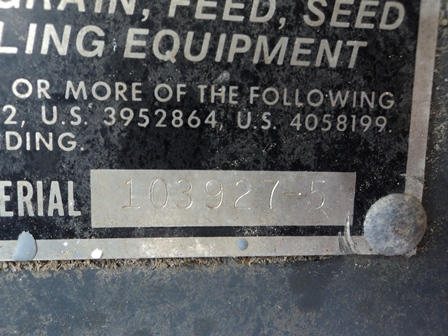 GRAIN, FEED, SEED
LING EQUIPMENT
OR MORE OF THE FOLLOWING
2, U.S. 3952864, U.S. 4058199.
DING.
ERIAL 103927-5